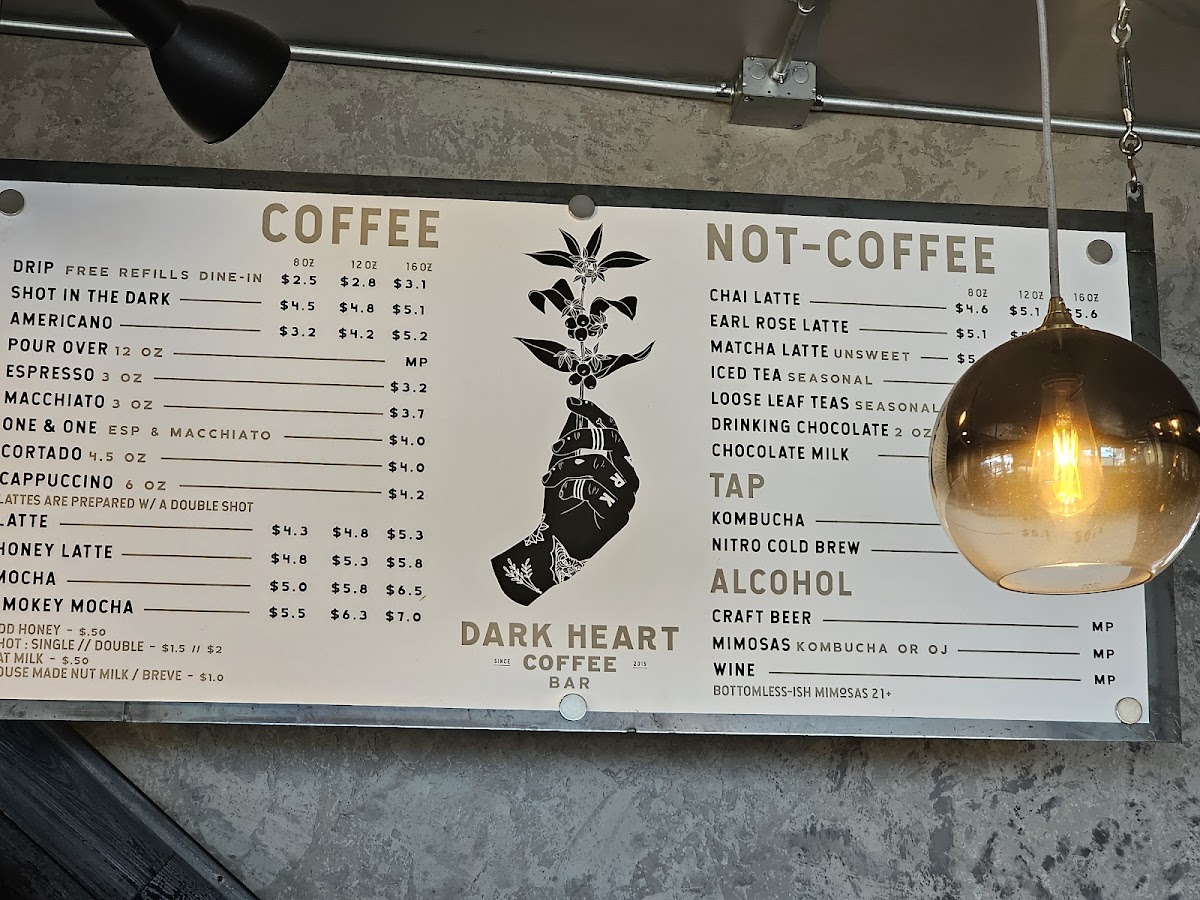 COFFEE
8 OZ 12 OZ 16 OZ
DRIP FREE REFILLS DINE-IN $2.5 $2.8 $3.1
SHOT IN THE DARK $4.5 $4.8 $5.1
AMERICANO $3.2 $4.2 $5.2
POUR OVER 12 OZ MP
ESPRESSO 3 OZ $3.2
MACCHIATO 3 OZ $3.7
ONE & ONE ESP & MACCHIATO $4.0
CORTADO 4.5 OZ $4.0
CAPPUCCINO 6 OZ $4.2
LATTES ARE PREPARED W/ A DOUBLE SHOT
LATTE $4.3 $4.8 $5.3
HONEY LATTE $4.8 $5.3 $5.8
MOCHA $5.0 $5.8 $6.5
SMOKEY MOCHA $5.5 $6.3 $7.0
DD HONEY - $.50
HOT : SINGLE // DOUBLE - $1.5 // $2
AT MILK - $.50
OUSE MADE NUT MILK / BREVE - $1.0
R K
DARK HEART
SINCE COFFEE 2015
BAR
NOT-COFFEE
8 OZ 12 OZ 16 OZ
CHAI LATTE $4.6 $5.1 $5.6
EARL ROSE LATTE $5.1
MATCHA LATTE UNSWEET
ICED TEA SEASONAL
LOOSE LEAF TEAS SEASONAL
DRINKING CHOCOLATE 2 OZ
CHOCOLATE MILK
TAP
KOMBUCHA
NITRO COLD BREW
ALCOHOL
CRAFT BEER MP
MIMOSAS KOMBUCHA OR OJ MP
WINE MP
BOTTOMLESS-ISH MIMOSAS 21+